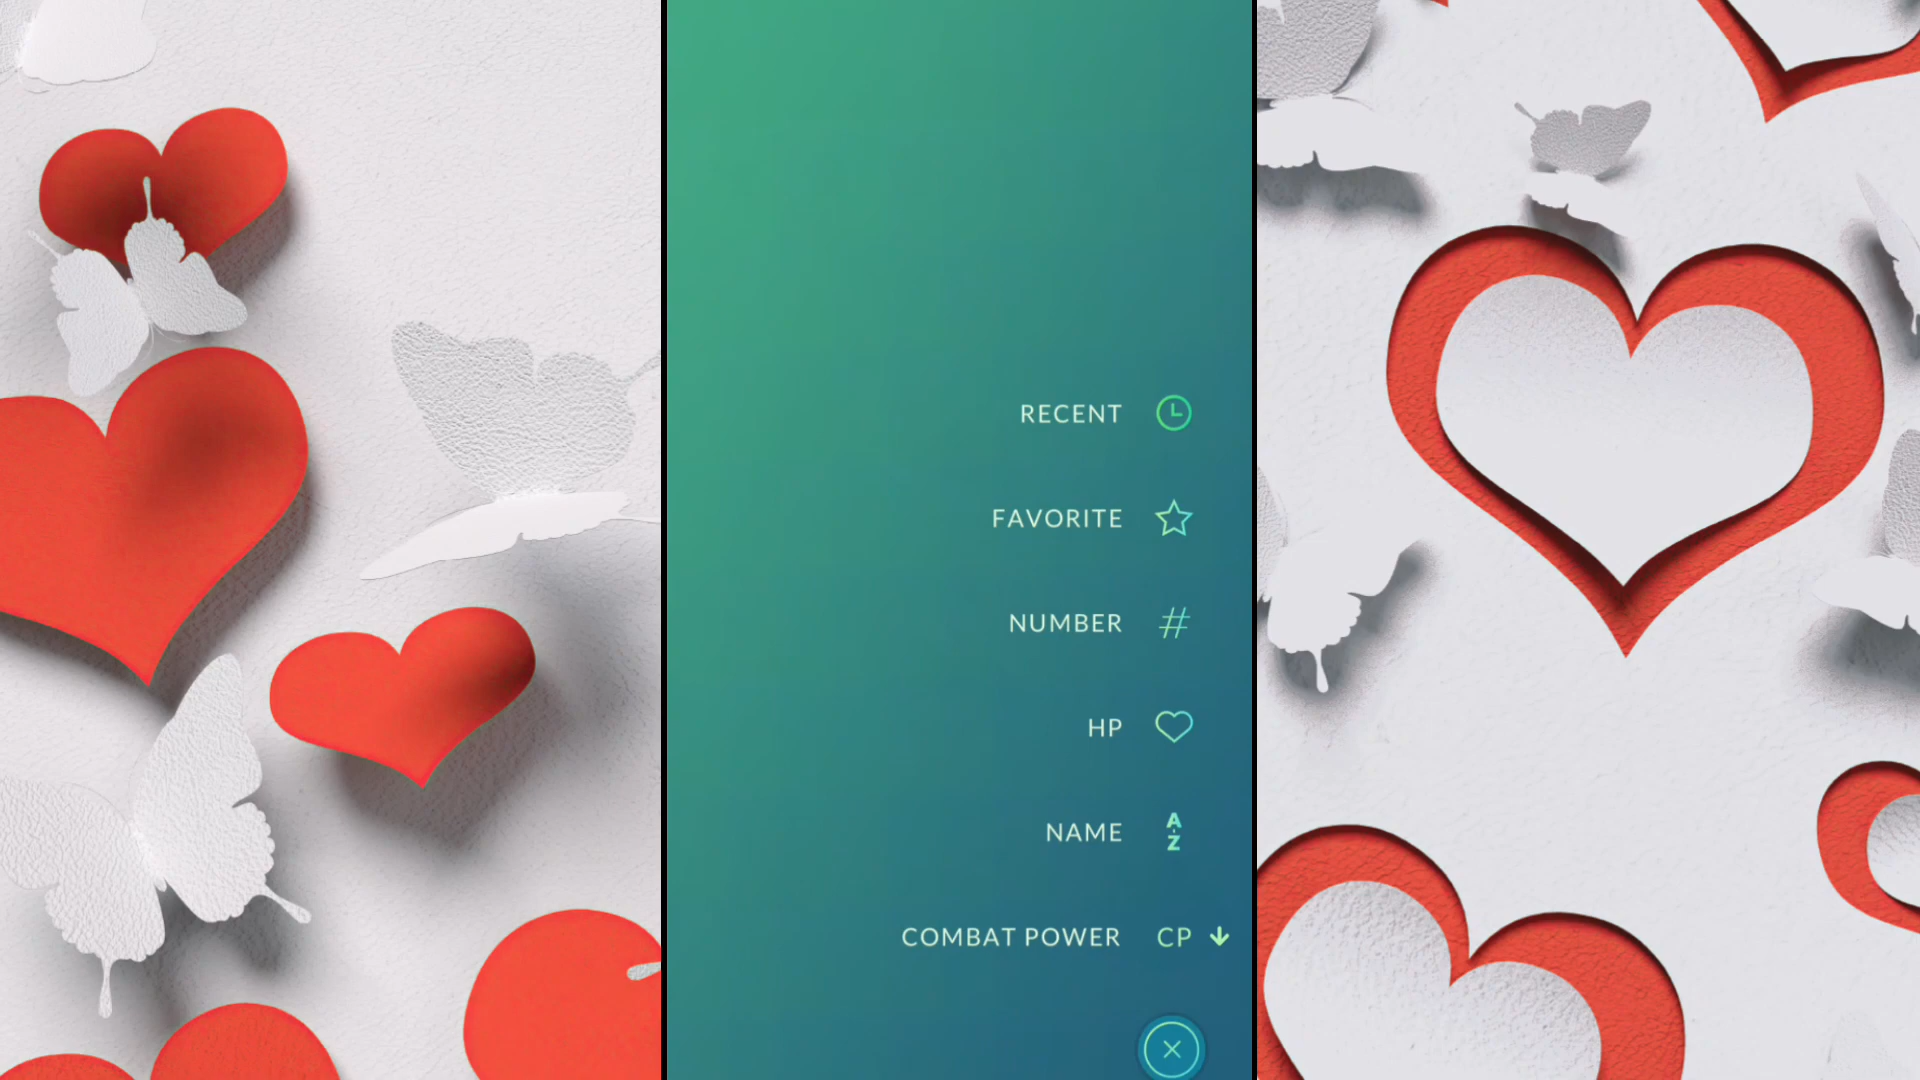 RECENT
FAVORITE
NUMBER #
HP
NAME A-Z
COMBAT POWER CP